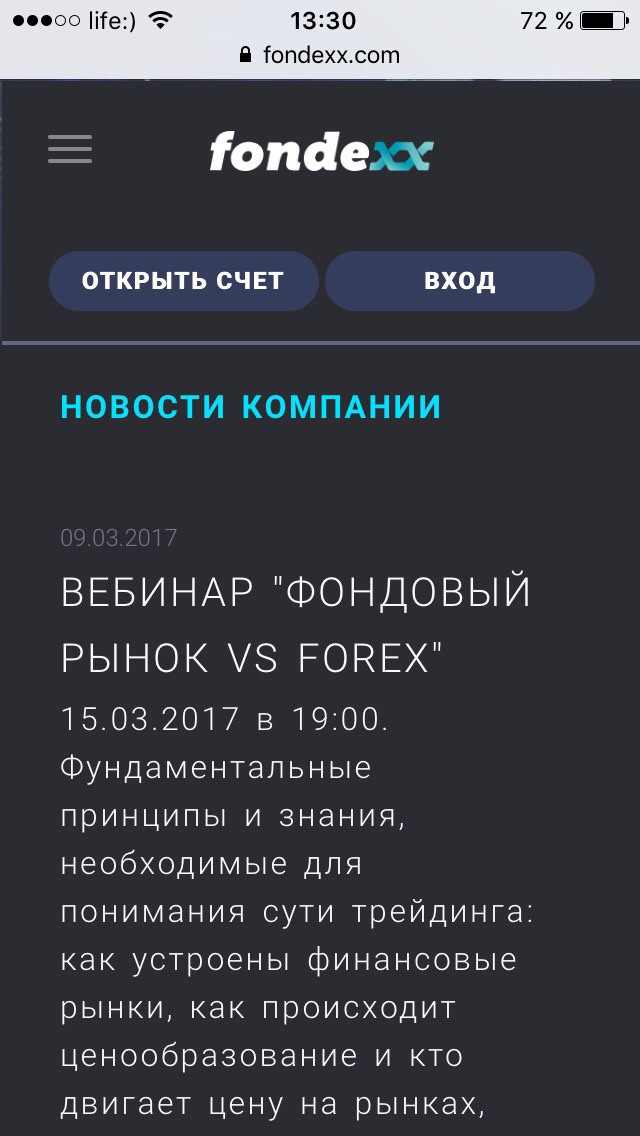 life:) 13:30 72 %
fondexx.com
fondexx
ОТКРЫТЬ СЧЕТ ВХОД
НОВОСТИ КОМПАНИИ
09.03.2017
ВЕБИНАР "ФОНДОВЫЙ
РЫНОК VS FOREX"
15.03.2017 в 19:00.
Фундаментальные
принципы и знания,
необходимые для
понимания сути трейдинга:
как устроены финансовые
рынки, как происходит
ценообразование и кто
двигает цену на рынках,